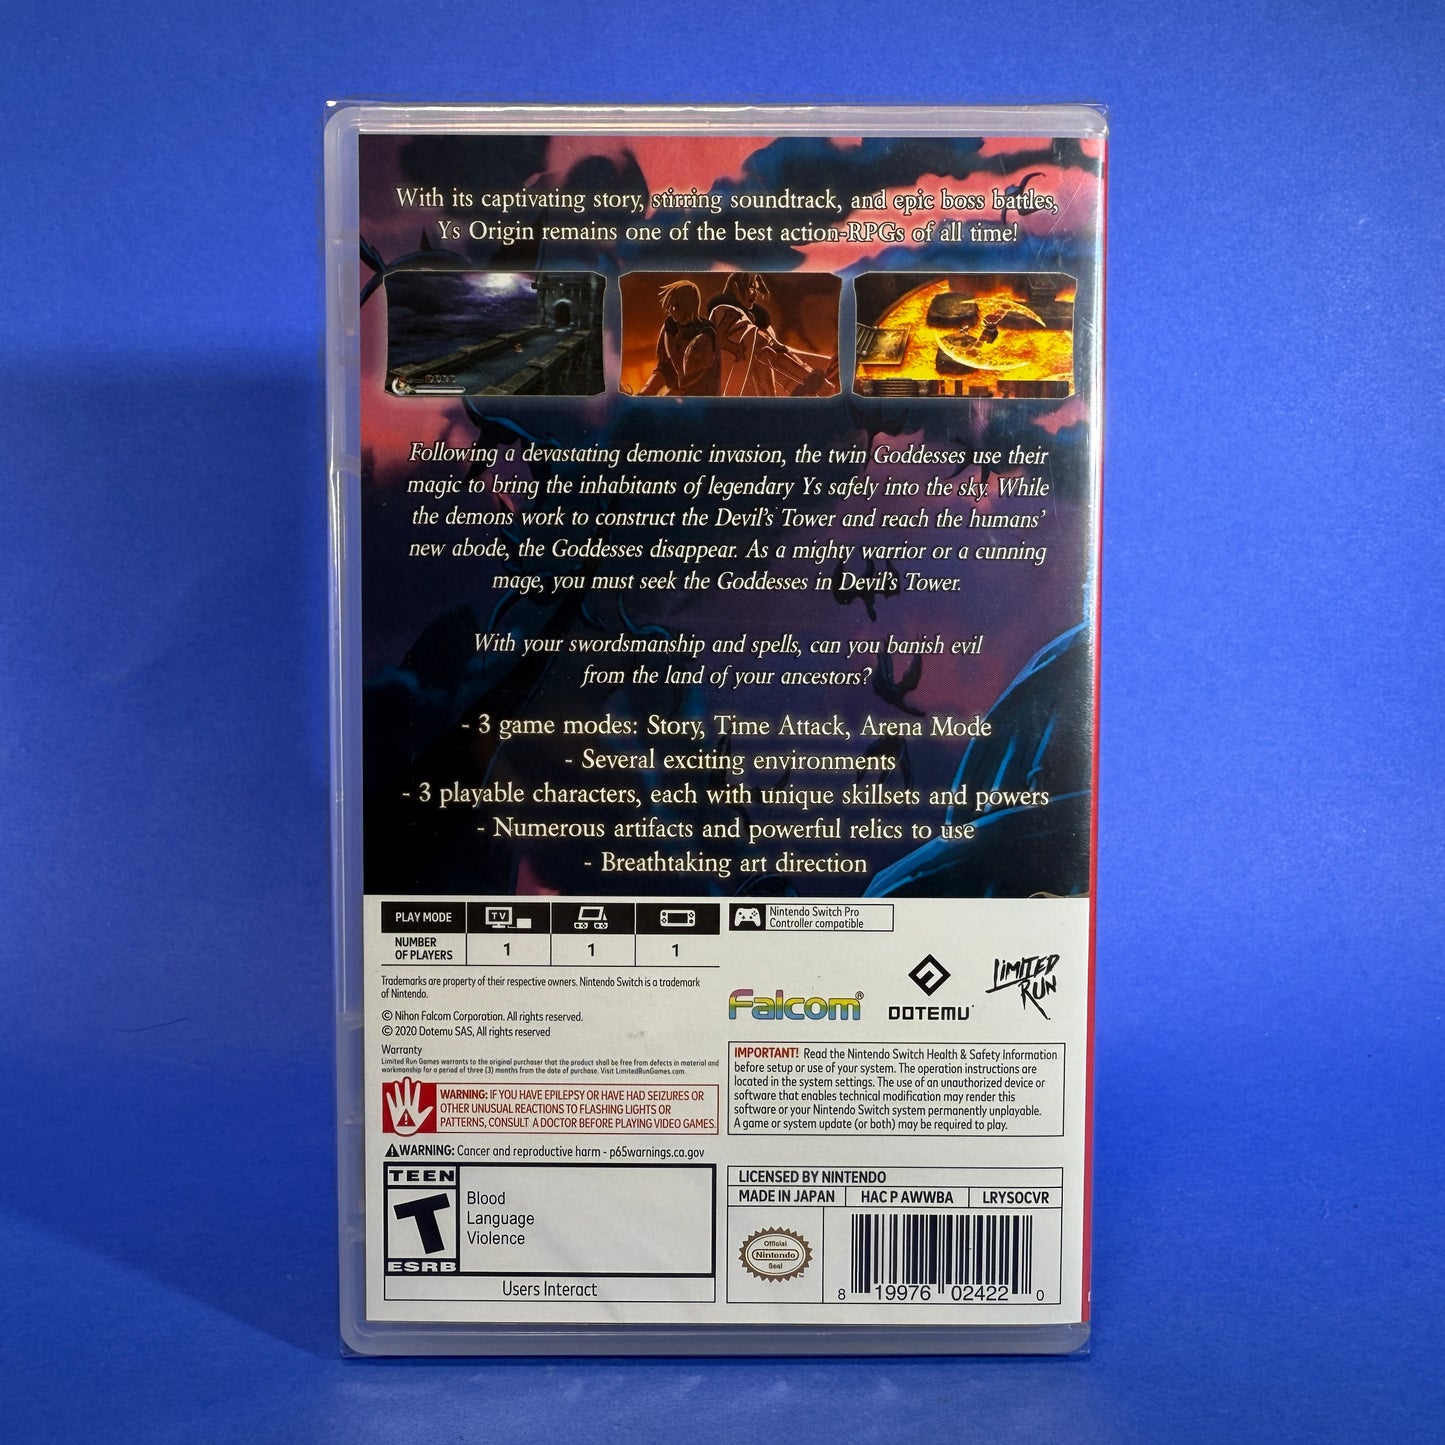 With its captivating story, stirring soundtrack, and epic boss battles,
Ys Origin remains one of the best action-RPGs of all time!
Following a devastating demonic invasion, the twin Goddesses use their
magic to bring the inhabitants of legendary Ys safely into the sky. While
the demons work to construct the Devil's Tower and reach the humans'
new abode, the Goddesses disappear. As a mighty warrior or a cunning
mage, you must seek the Goddesses in Devil's Tower.
With your swordsmanship and spells, can you banish evil
from the land of your ancestors?
- 3 game modes: Story, Time Attack, Arena Mode
- Several exciting environments
- 3 playable characters, each with unique skillsets and powers
- Numerous artifacts and powerful relics to use
- Breathtaking art direction
PLAY MODE
TV
NUMBER
OF PLAYERS
1
1
1
Nintendo Switch Pro
Controller compatible
Trademarks are property of their respective owners. Nintendo Switch is a trademark
of Nintendo.
© Nihon Falcom Corporation. All rights reserved.
© 2020 Dotemu SAS, All rights reserved
Warranty
Limited Run Games warrants to the original purchaser that the product shall be free from defects in material and
workmanship for a period of three (3) months from the date of purchase. Visit LimitedRunGames.com.
Falcom®
DOTEMU
LIMITED
RUN
WARNING: IF YOU HAVE EPILEPSY OR HAVE HAD SEIZURES OR
OTHER UNUSUAL REACTIONS TO FLASHING LIGHTS OR
PATTERNS, CONSULT A DOCTOR BEFORE PLAYING VIDEO GAMES.
WARNING: Cancer and reproductive harm - p65warnings.ca.gov
IMPORTANT! Read the Nintendo Switch Health & Safety Information
before setup or use of your system. The operation instructions are
located in the system settings. The use of an unauthorized device or
software that enables technical modification may render this
software or your Nintendo Switch system permanently unplayable.
A game or system update (or both) may be required to play.
TEEN
T
ESRB
Blood
Language
Violence
Users Interact
LICENSED BY NINTENDO
MADE IN JAPAN
HAC P AWWBA
LRYSOCVR
Official
Nintendo
Seal
8 19976 02422 0